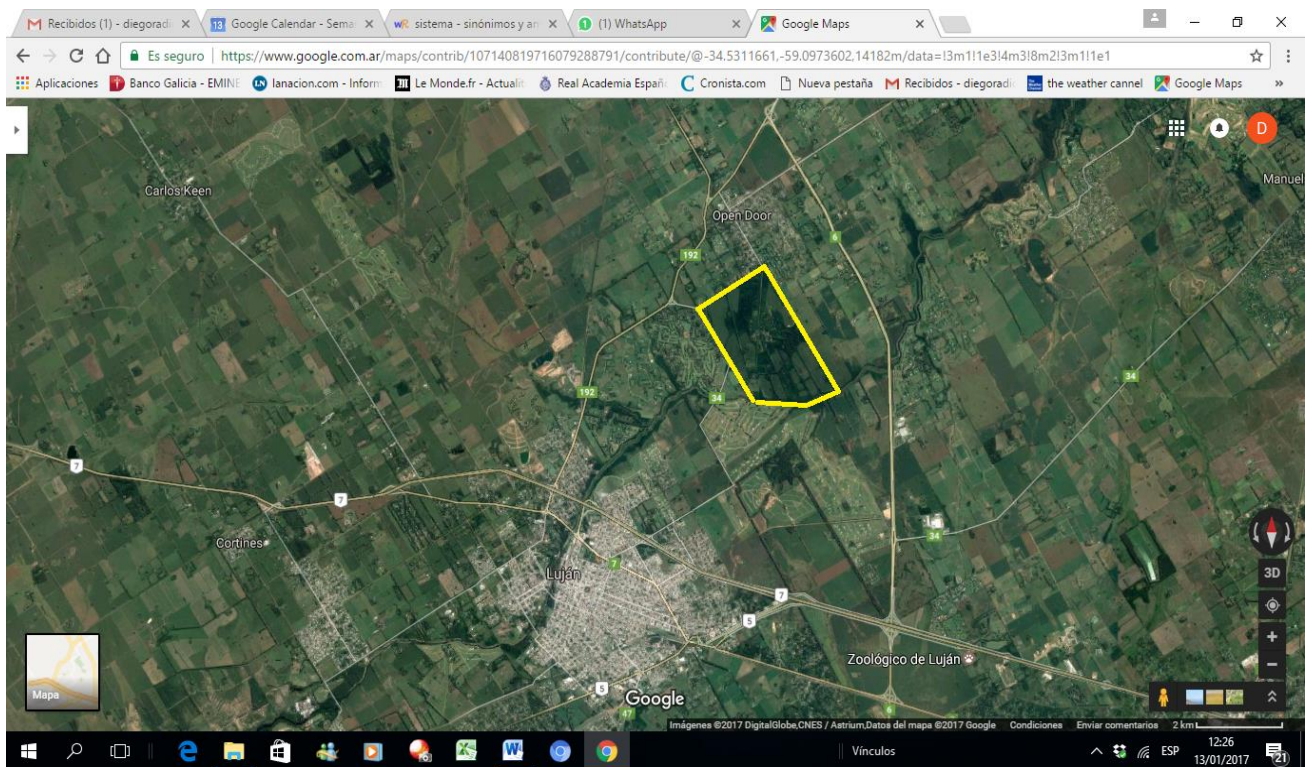 Recibidos (1) - diegoradi
Google Calendar - Sema
sistema - sinónimos y an
(1) WhatsApp
Google Maps
Es seguro | https://www.google.com.ar/maps/contrib/107140819716079288791/contribute/@-34.5311661,-59.0973602,14182m/data=!3m1!1e3!4m3!8m2!3m1!1e1
Aplicaciones
Banco Galicia - EMINE
lanacion.com - Inform
Le Monde.fr - Actualit
Real Academia Españo
Cronista.com
Nueva pestaña
Recibidos - diegoradi
the weather cannel
Google Maps
»
D
Carlos Keen
Manuel
Open Door
6
192
34
192
34
7
7
34
Cortines
Luján
7
7
5
3D
Zoológico de Luján
5
Google
6
47
Mapa
Imágenes ©2017 DigitalGlobe,CNES / Astrium,Datos del mapa ©2017 Google Condiciones Enviar comentarios 2 km
Vínculos
ESP
12:26
13/01/2017
21